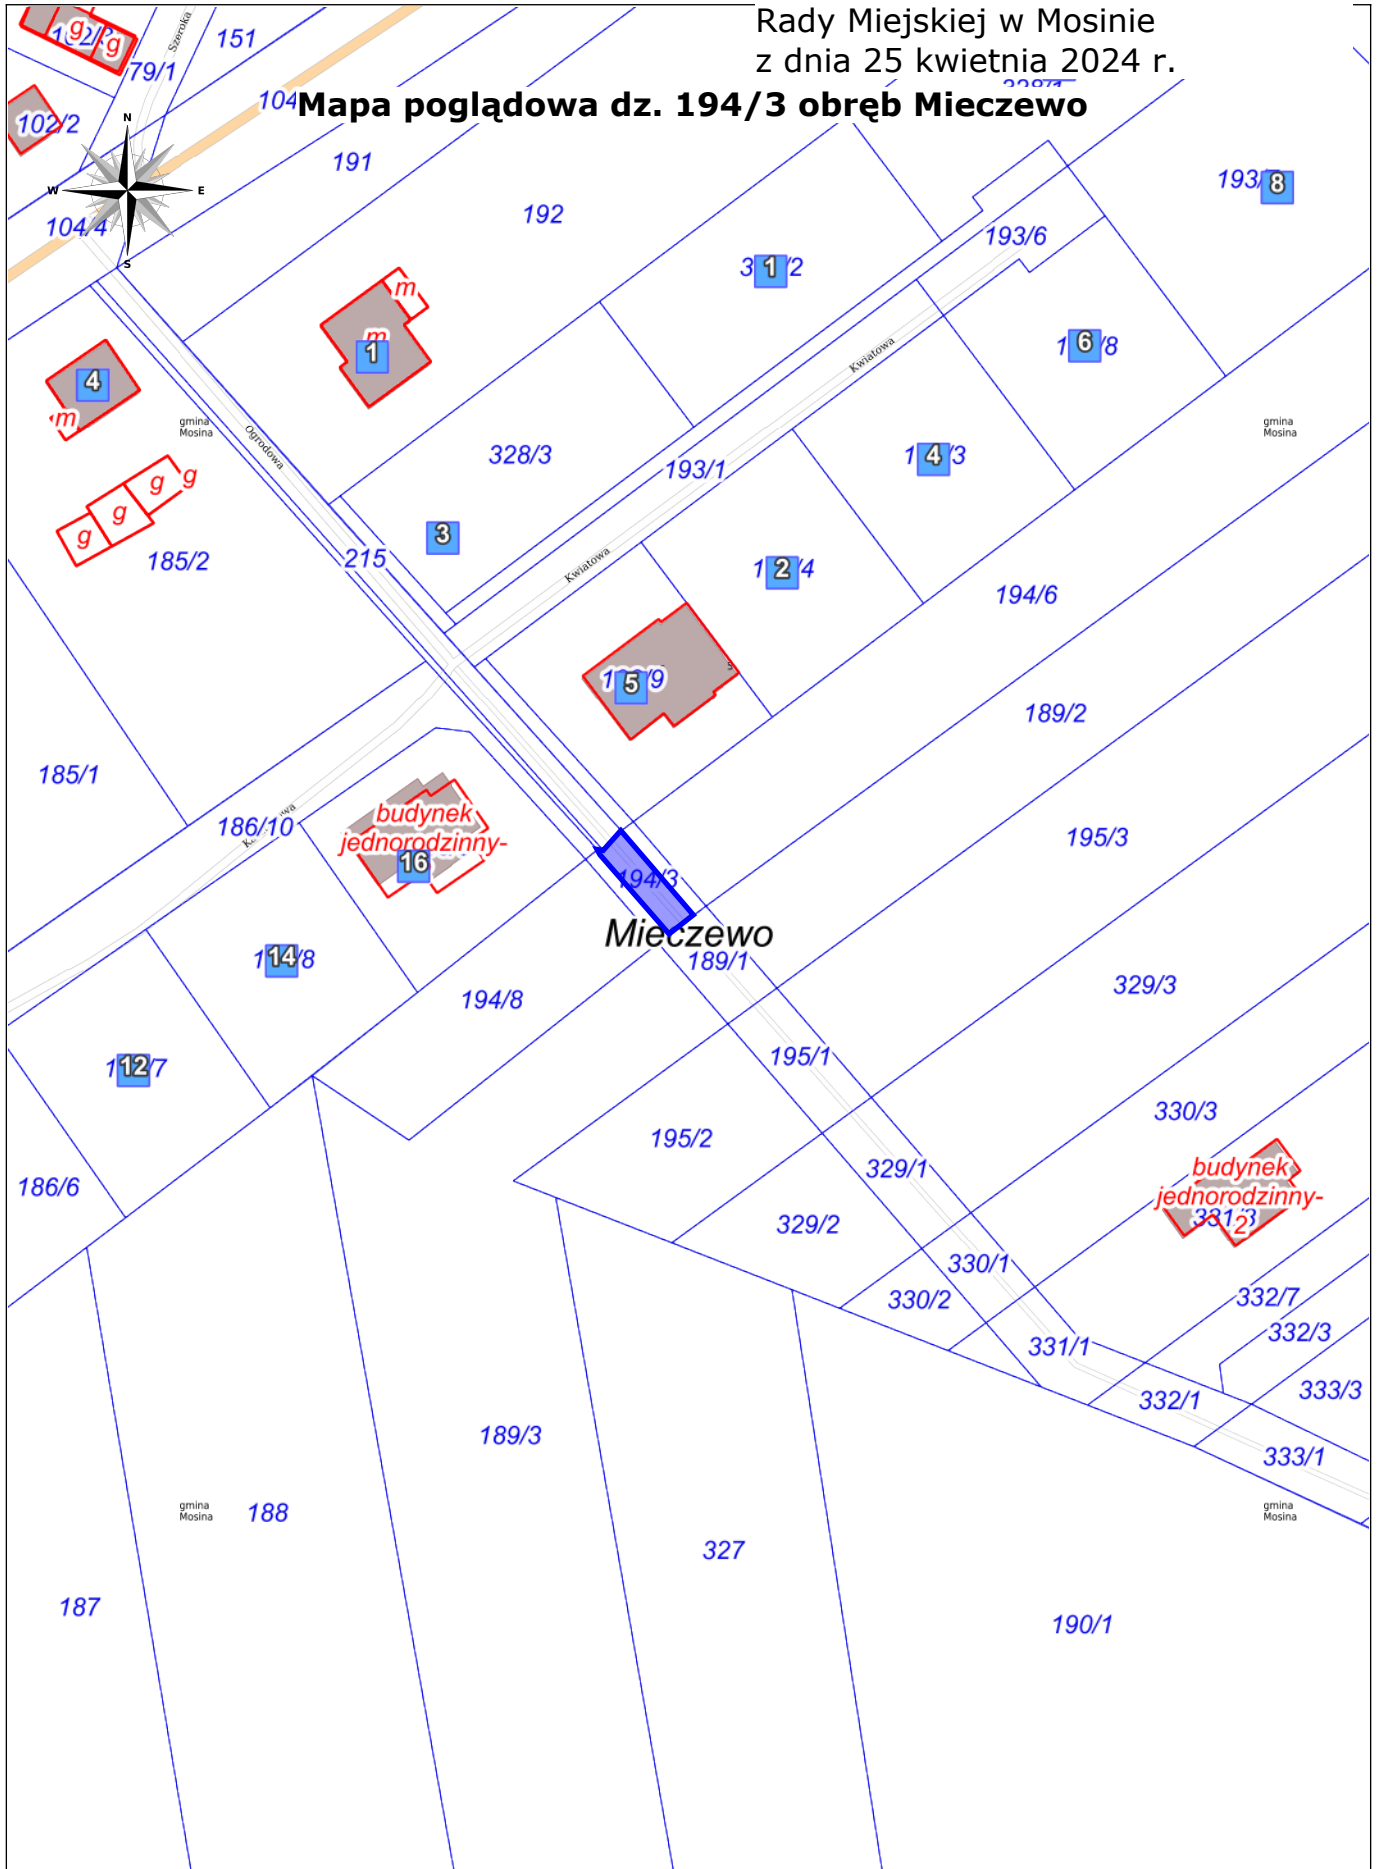 Rady Miejskiej w Mosinie
z dnia 25 kwietnia 2024 r.
Mapa poglądowa dz. 194/3 obręb Mieczewo
g
g
Szeroka
151
79/1
104
102/2
N
W
E
S
104/4
191
192
193/6
8
1
6
m
m
1
4
m
gmina
Mosina
gmina
Mosina
Ogrodowa
Kwiatowa
328/3
193/1
4
g
g
g
g
3
185/2
215
Kwiatowa
2
194/6
5
189/2
185/1
186/10
budynek
jednorodzinny-
16
195/3
194/3
Mieczewo
189/1
14
194/8
329/3
12
195/1
195/2
330/3
329/1
budynek
jednorodzinny-
2
186/6
329/2
330/1
330/2
332/7
332/3
331/1
332/1
333/3
189/3
333/1
gmina
Mosina
188
gmina
Mosina
327
187
190/1